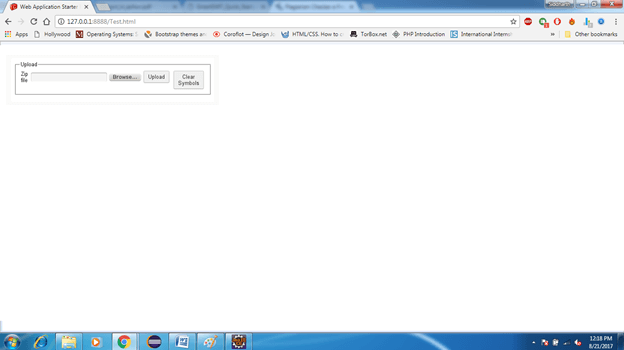 Web Application Starter
Siddharth
127.0.0.1:8888/Test.html
Apps
Hollywood
Operating Systems: S
Bootstrap themes an
Coroflot — Design Jo
HTML/CSS. How to c
TorBox.net
PHP Introduction
International Internsh
» Other bookmarks
Upload
Zip
file
Browse...
Upload
Clear
Symbols
12:18 PM
8/21/2017